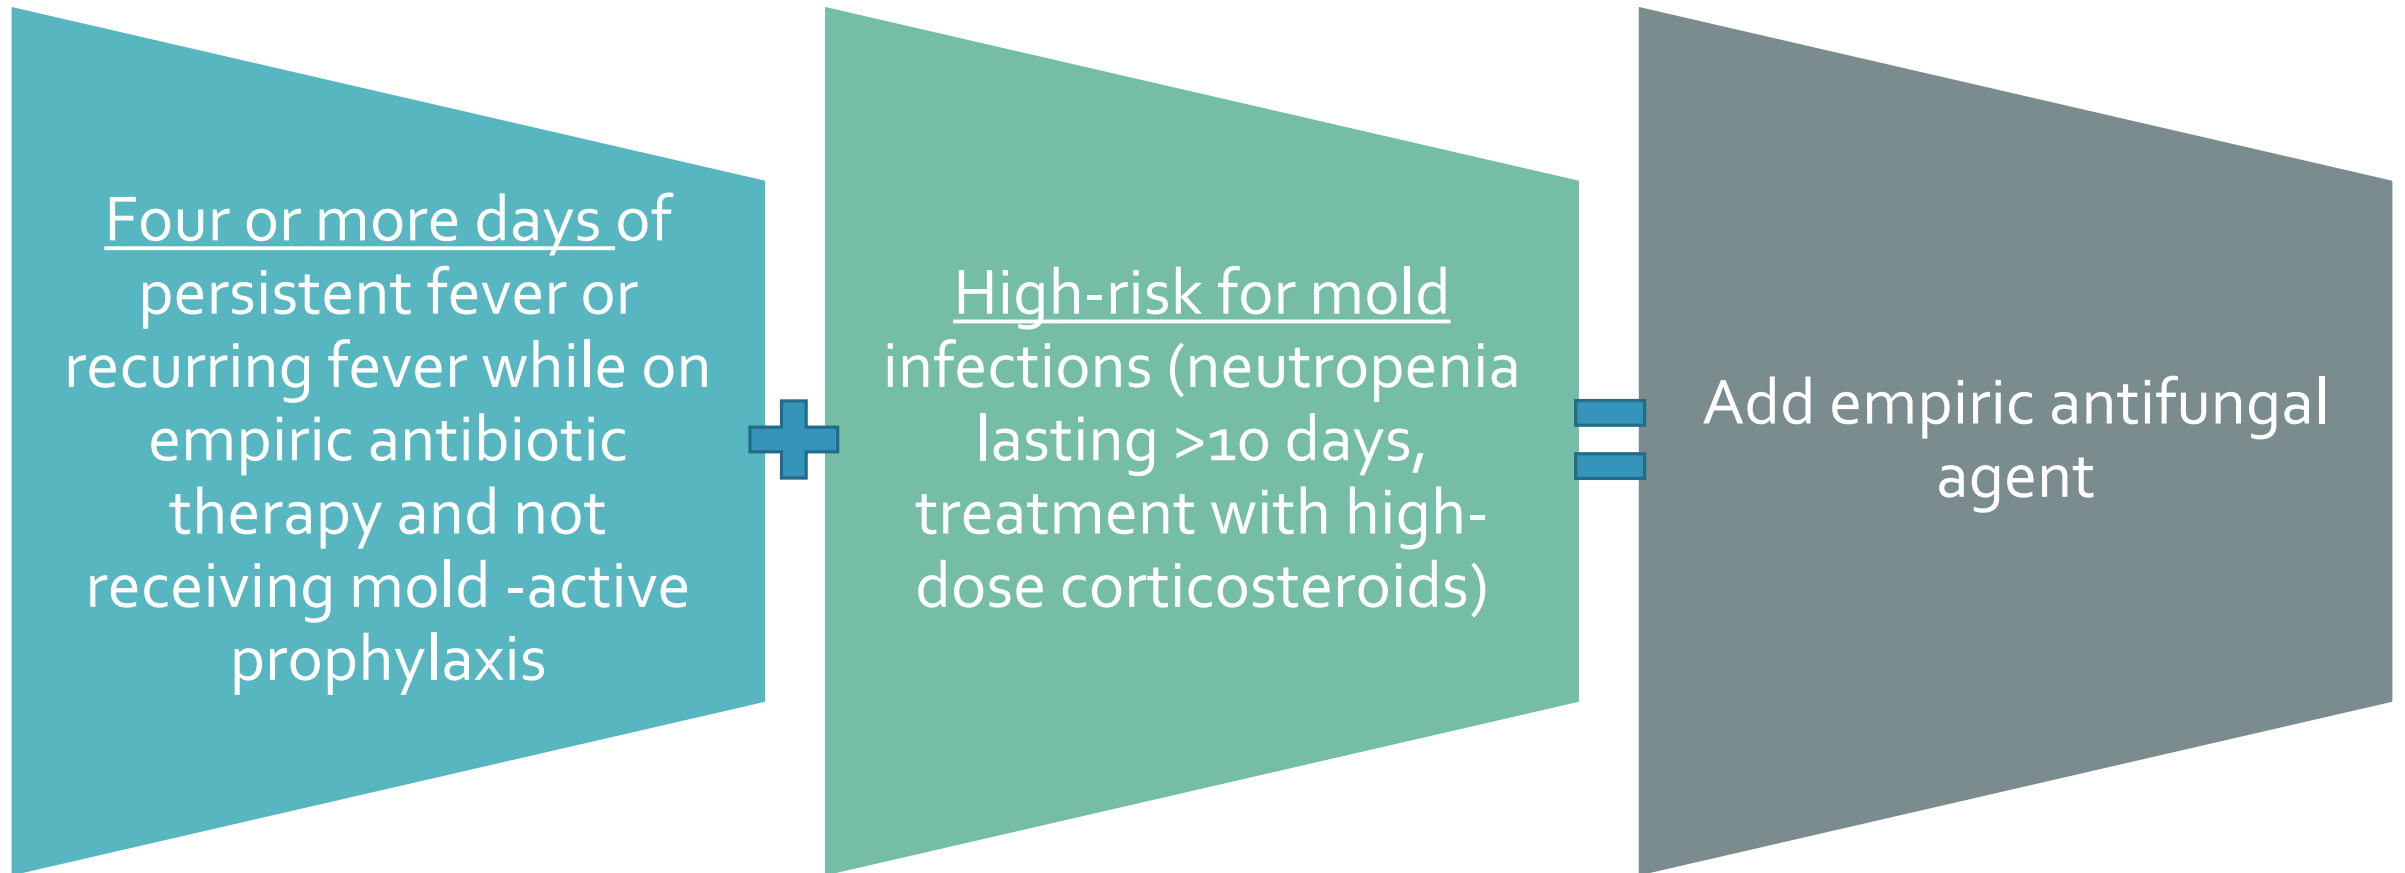 Four or more days of
persistent fever or
recurring fever while on
empiric antibiotic
therapy and not
receiving mold -active
prophylaxis
High-risk for mold
infections (neutropenia
lasting >10 days,
treatment with high-
dose corticosteroids)
Add empiric antifungal
agent